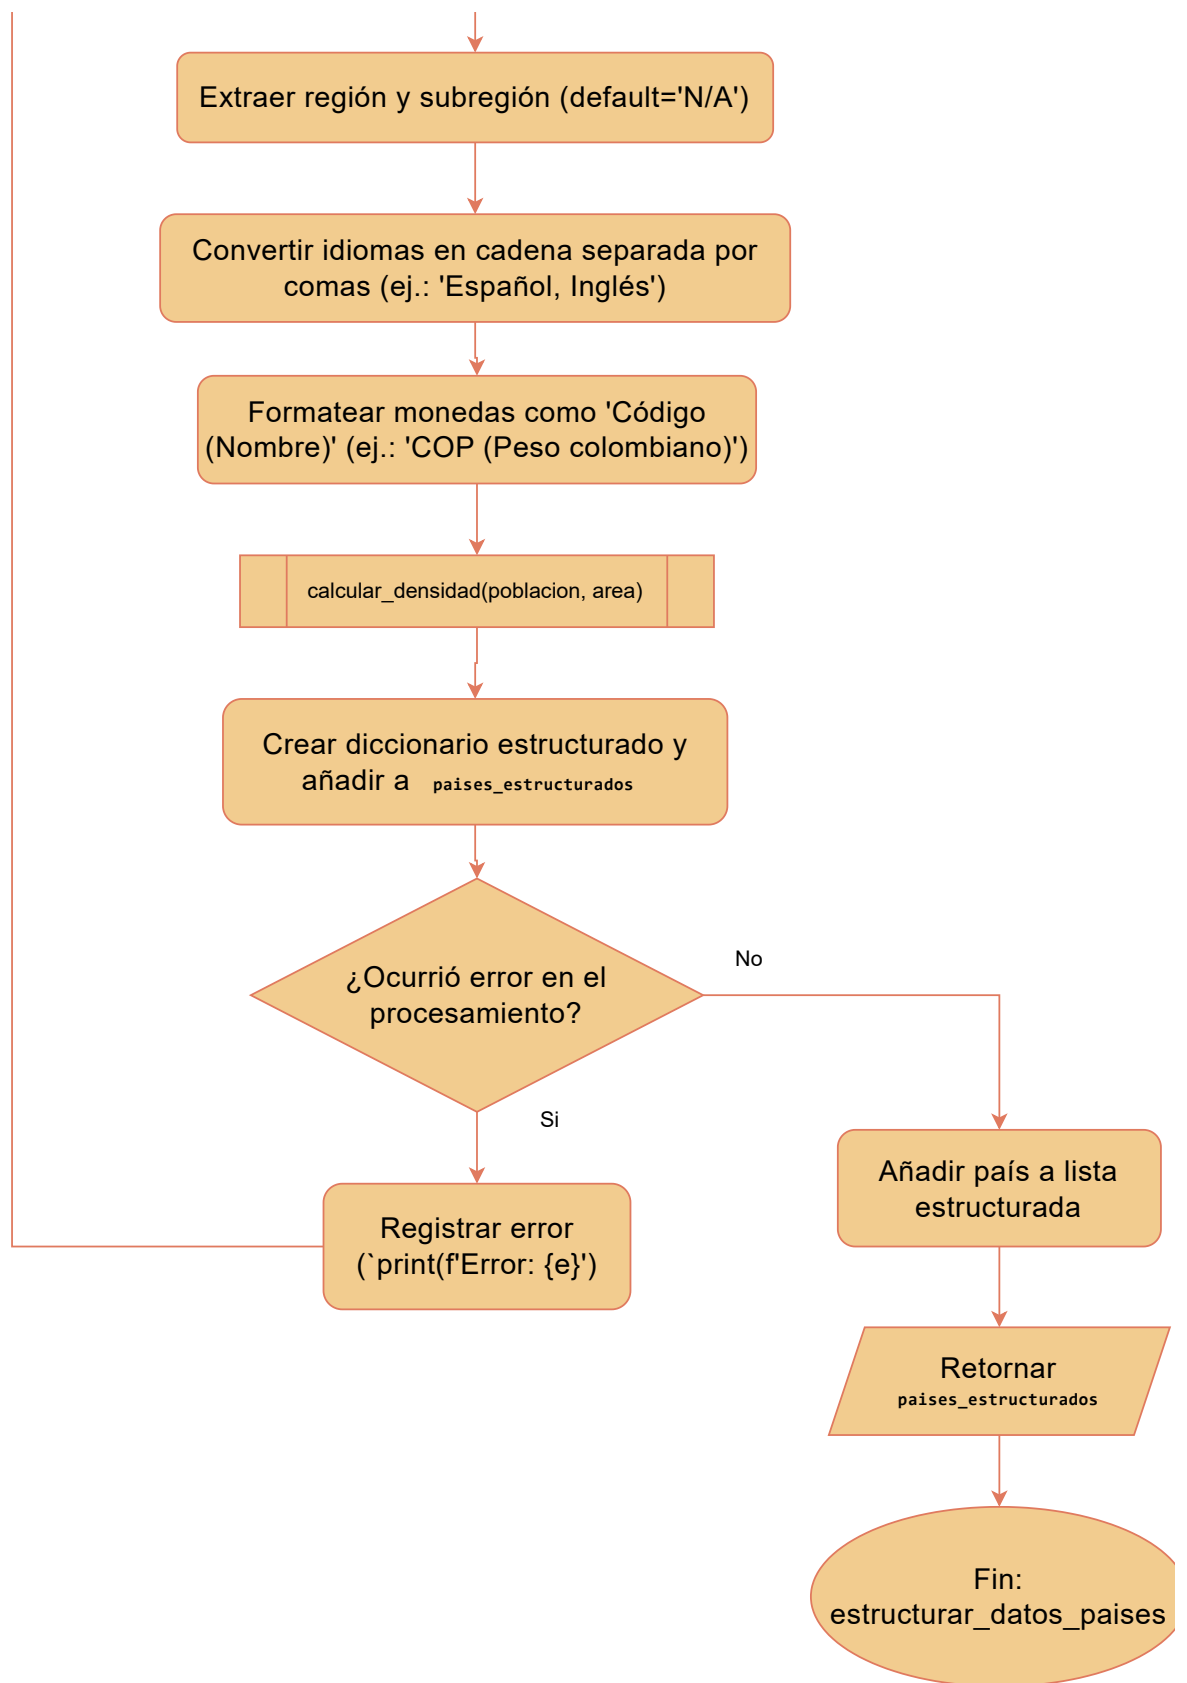 Extraer región y subregión (default='N/A')
Convertir idiomas en cadena separada por
comas (ej.: 'Español, Inglés')
Formatear monedas como 'Código
(Nombre)' (ej.: 'COP (Peso colombiano)')
calcular_densidad(poblacion, area)
Crear diccionario estructurado y
añadir a paises_estructurados
¿Ocurrió error en el
procesamiento?
No
Si
Registrar error
(`print(f'Error: {e}')
Añadir país a lista
estructurada
Retornar
paises_estructurados
Fin:
estructurar_datos_paises